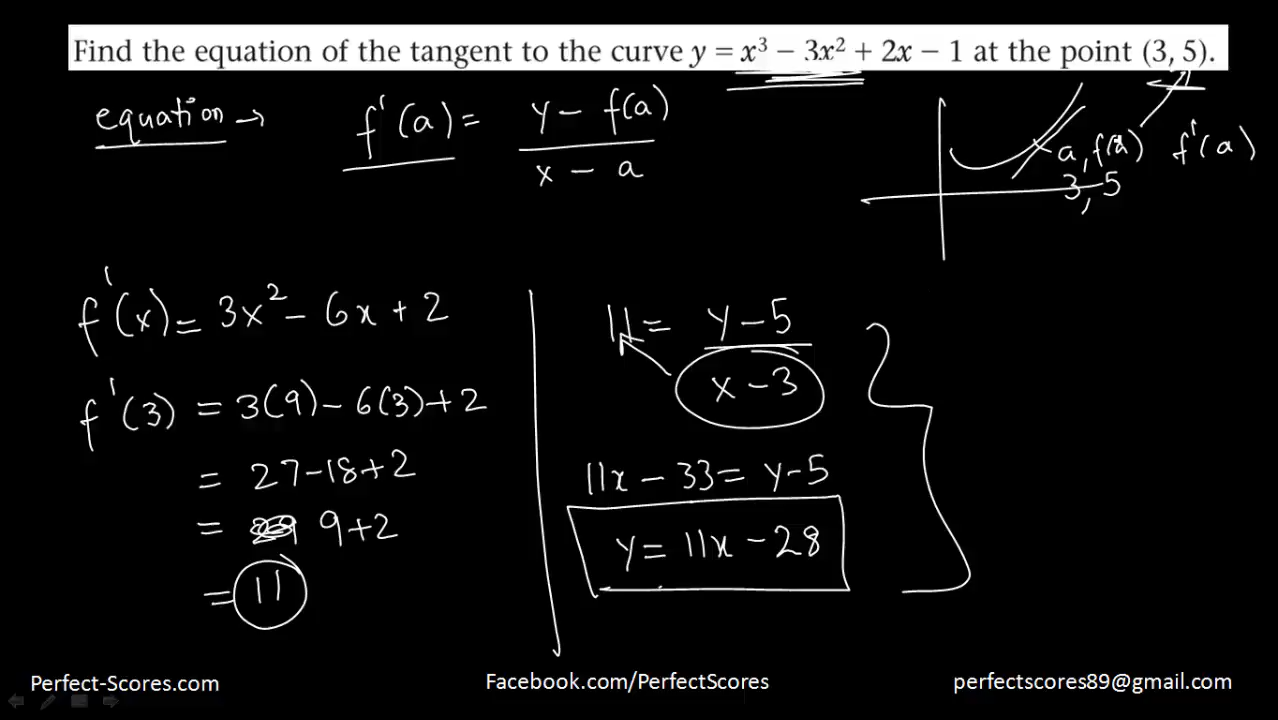 Find the equation of the tangent to the curve y = x³ − 3x² + 2x − 1 at the point (3, 5).
equation → f'(a) = y − f(a) / x − a
a, f(a) f'(a)
3, 5
f'(x) = 3x² − 6x + 2
f'(3) = 3(9) − 6(3) + 2
= 27 − 18 + 2
= 9 + 2
= 11
11 = y − 5 / x − 3
11x − 33 = y − 5
y = 11x − 28
Perfect-Scores.com
Facebook.com/PerfectScores
perfectscores89@gmail.com